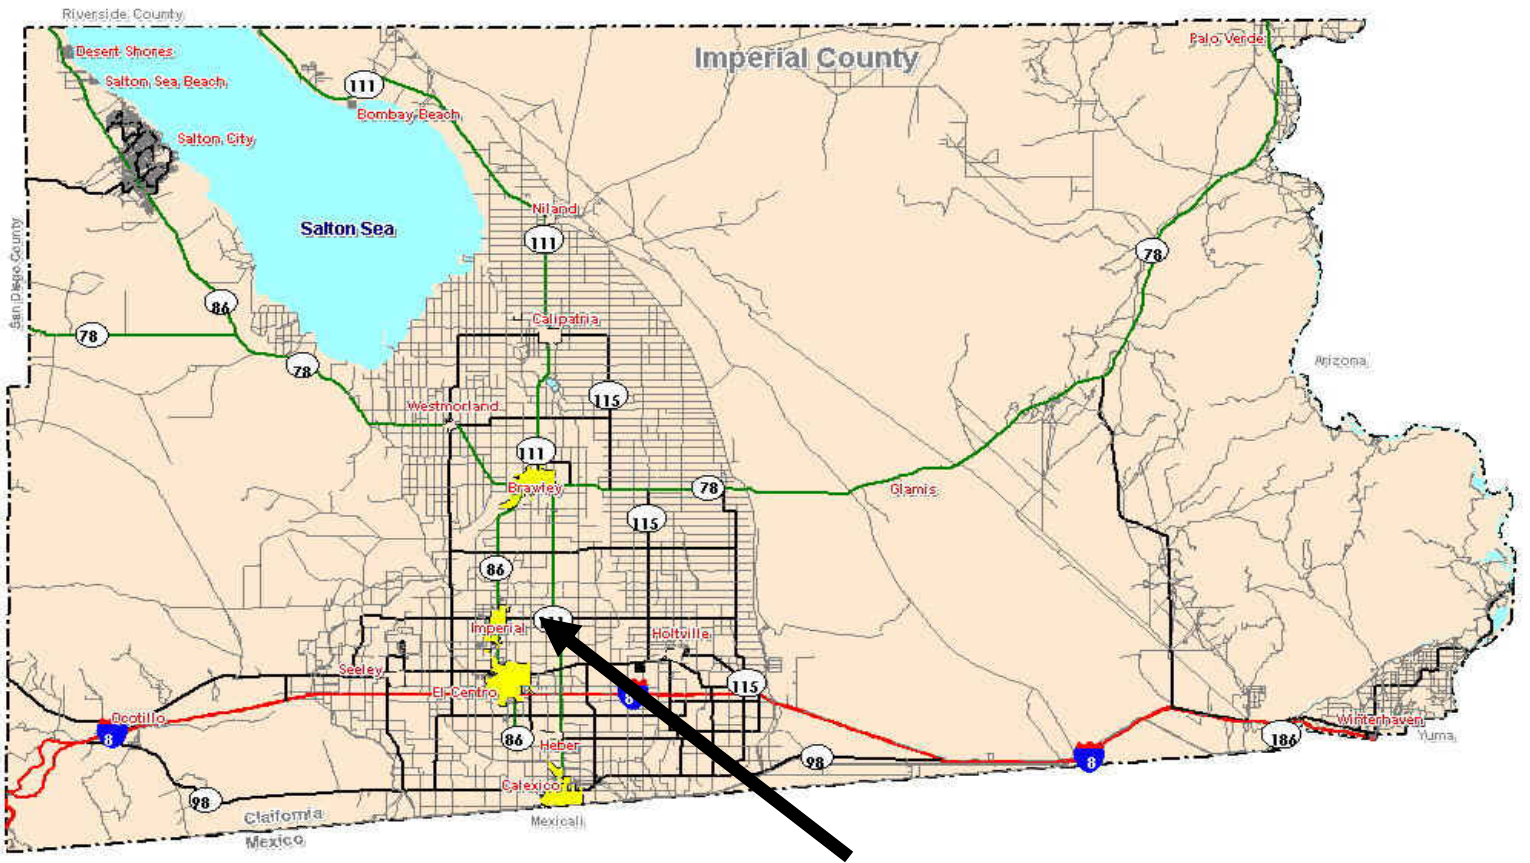 Riverside County
Imperial County
Palo Verde
Desert Shores
Salton Sea Beach
111
Bombay Beach
Salton City
Niland
Salton Sea
111
San Diego County
78
86
78
Calipatria
78
Arizona
115
Westmorland
111
Brawley
78
Glamis
115
86
Imperial
Holtville
Seeley
115
El Centro
8
Ocotillo
8
86
Heber
Winterhaven
186
Yuma
98
8
Calexico
98
Claifornia
Mexicali
Mexico